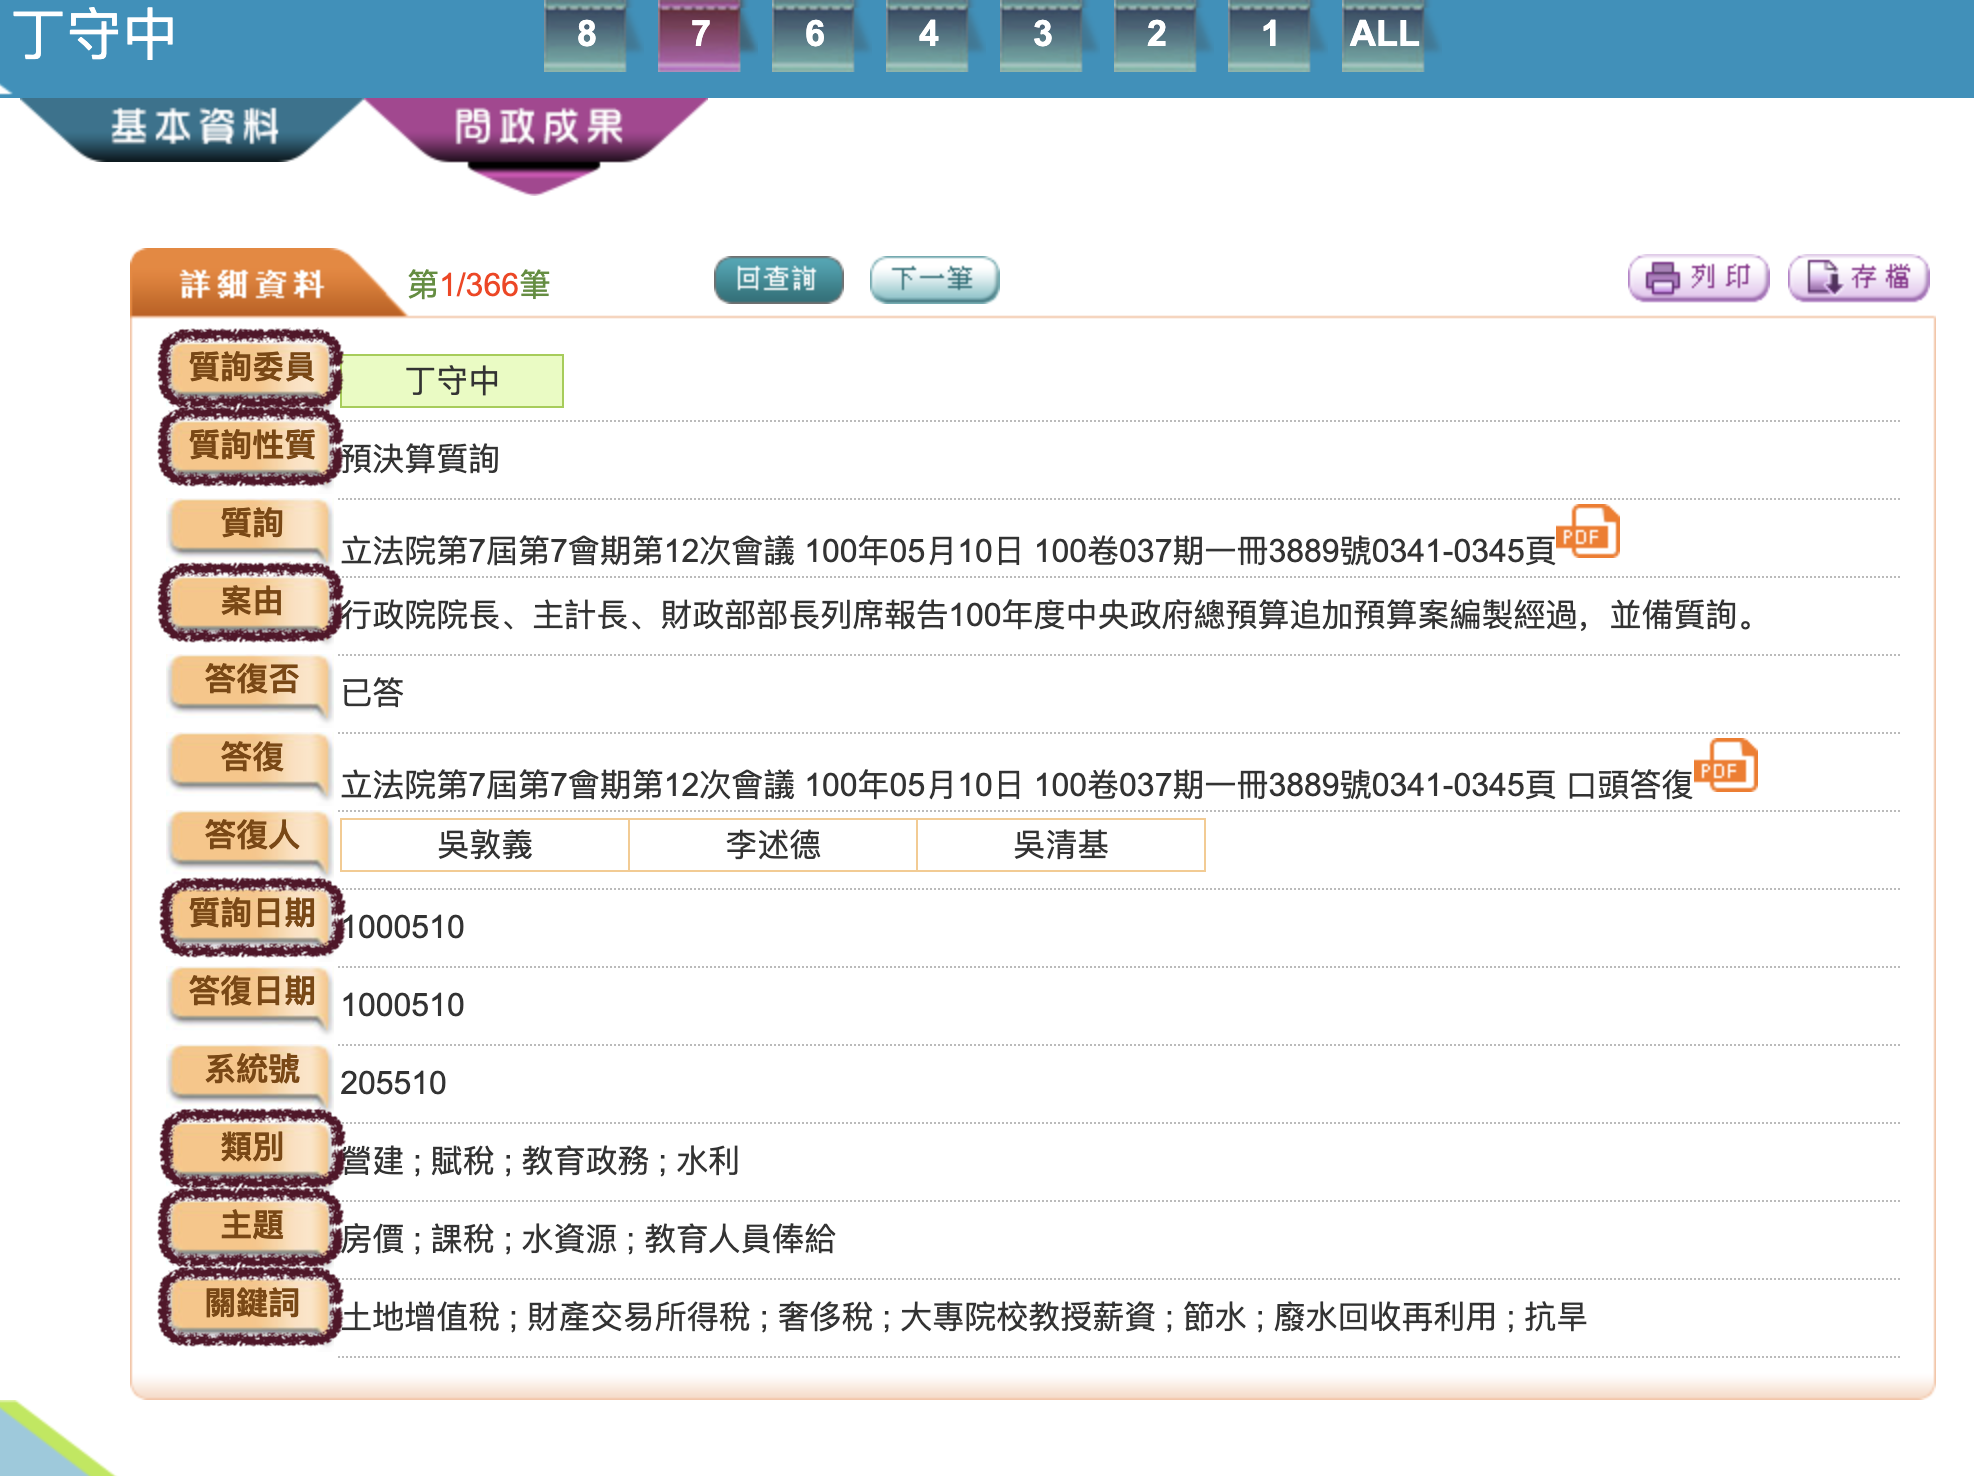 丁守中
8 7 6 4 3 2 1 ALL
基本資料 問政成果
詳細資料 第1/366筆 回查詢 下一筆 列印 存檔
質詢委員 丁守中
質詢性質 預決算質詢
質詢 立法院第7屆第7會期第12次會議 100年05月10日 100卷037期一冊3889號0341-0345頁 PDF
案由 行政院院長、主計長、財政部部長列席報告100年度中央政府總預算追加預算案編製經過，並備質詢。
答復否 已答
答復 立法院第7屆第7會期第12次會議 100年05月10日 100卷037期一冊3889號0341-0345頁 口頭答復 PDF
答復人 吳敦義 李述德 吳清基
質詢日期 1000510
答復日期 1000510
系統號 205510
類別 營建 ; 賦稅 ; 教育政務 ; 水利
主題 房價 ; 課稅 ; 水資源 ; 教育人員俸給
關鍵詞 土地增值稅 ; 財產交易所得稅 ; 奢侈稅 ; 大專院校教授薪資 ; 節水 ; 廢水回收再利用 ; 抗旱